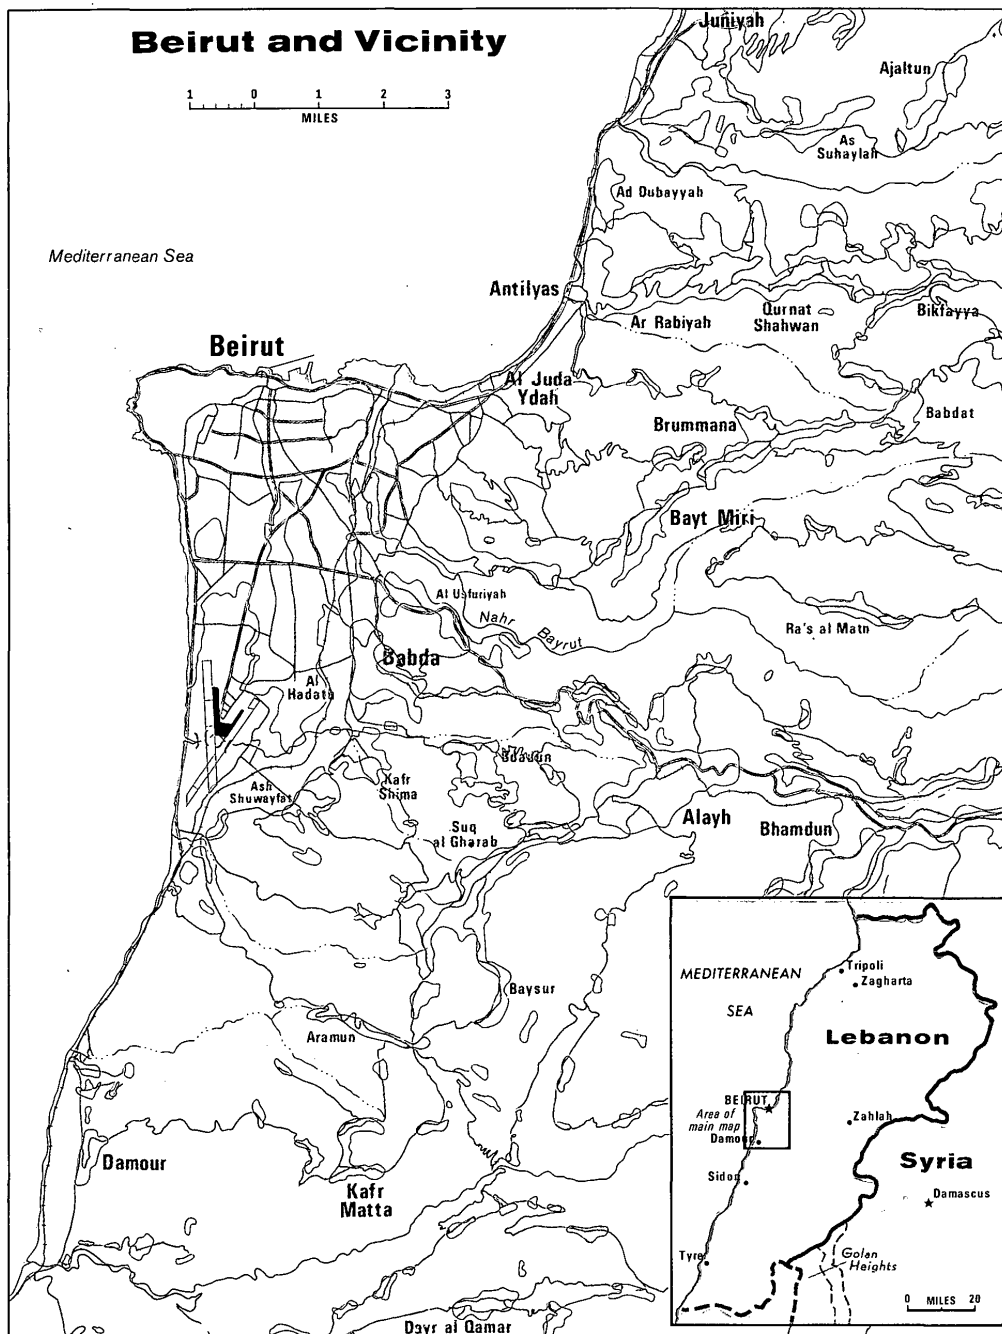 Beirut and Vicinity
1 0 1 2 3
MILES
Juniyah
Ajaltun
As
Suhaylah
Ad Dubayyah
Mediterranean Sea
Antilyas
Ar Rabiyah
Qurnat
Shahwan
Bikfayya
Beirut
Al Juda
Ydah
Babdat
Brummana
Bayt Miri
Al Usfuriyah
Nahr Bayrut
Ra's al Matn
Babda
Al
Hadath
Ash
Shuwayfat
Kafr
Shima
Suq
al Gharab
Alayh
Bhamdun
Baysur
Aramun
Damour
Kafr
Matta
Dayr al Qamar
MEDITERRANEAN
SEA
Tripoli
Zagharta
Lebanon
BEIRUT
Area of
main map
Damour
Zahlah
Sidon
Syria
Damascus
Tyre
Golan
Heights
0 MILES 20